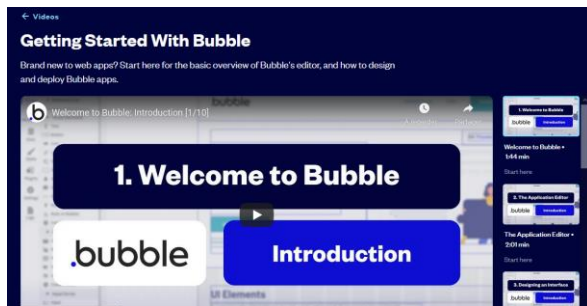 ← Videos
Getting Started With Bubble
Brand new to web apps? Start here for the basic overview of Bubble's editor, and how to design
and deploy Bubble apps.
Welcome to Bubble: Introduction [1/10]
1. Welcome to Bubble
.bubble
Introduction
UI Elements
1. Welcome to Bubble
bubble
Introduction
Welcome to Bubble •
1:44 min
Start here
2. The Application Editor
bubble
Introduction
The Application Editor •
2:01 min
Start here
3. Designing an Interface
bubble
Introduction